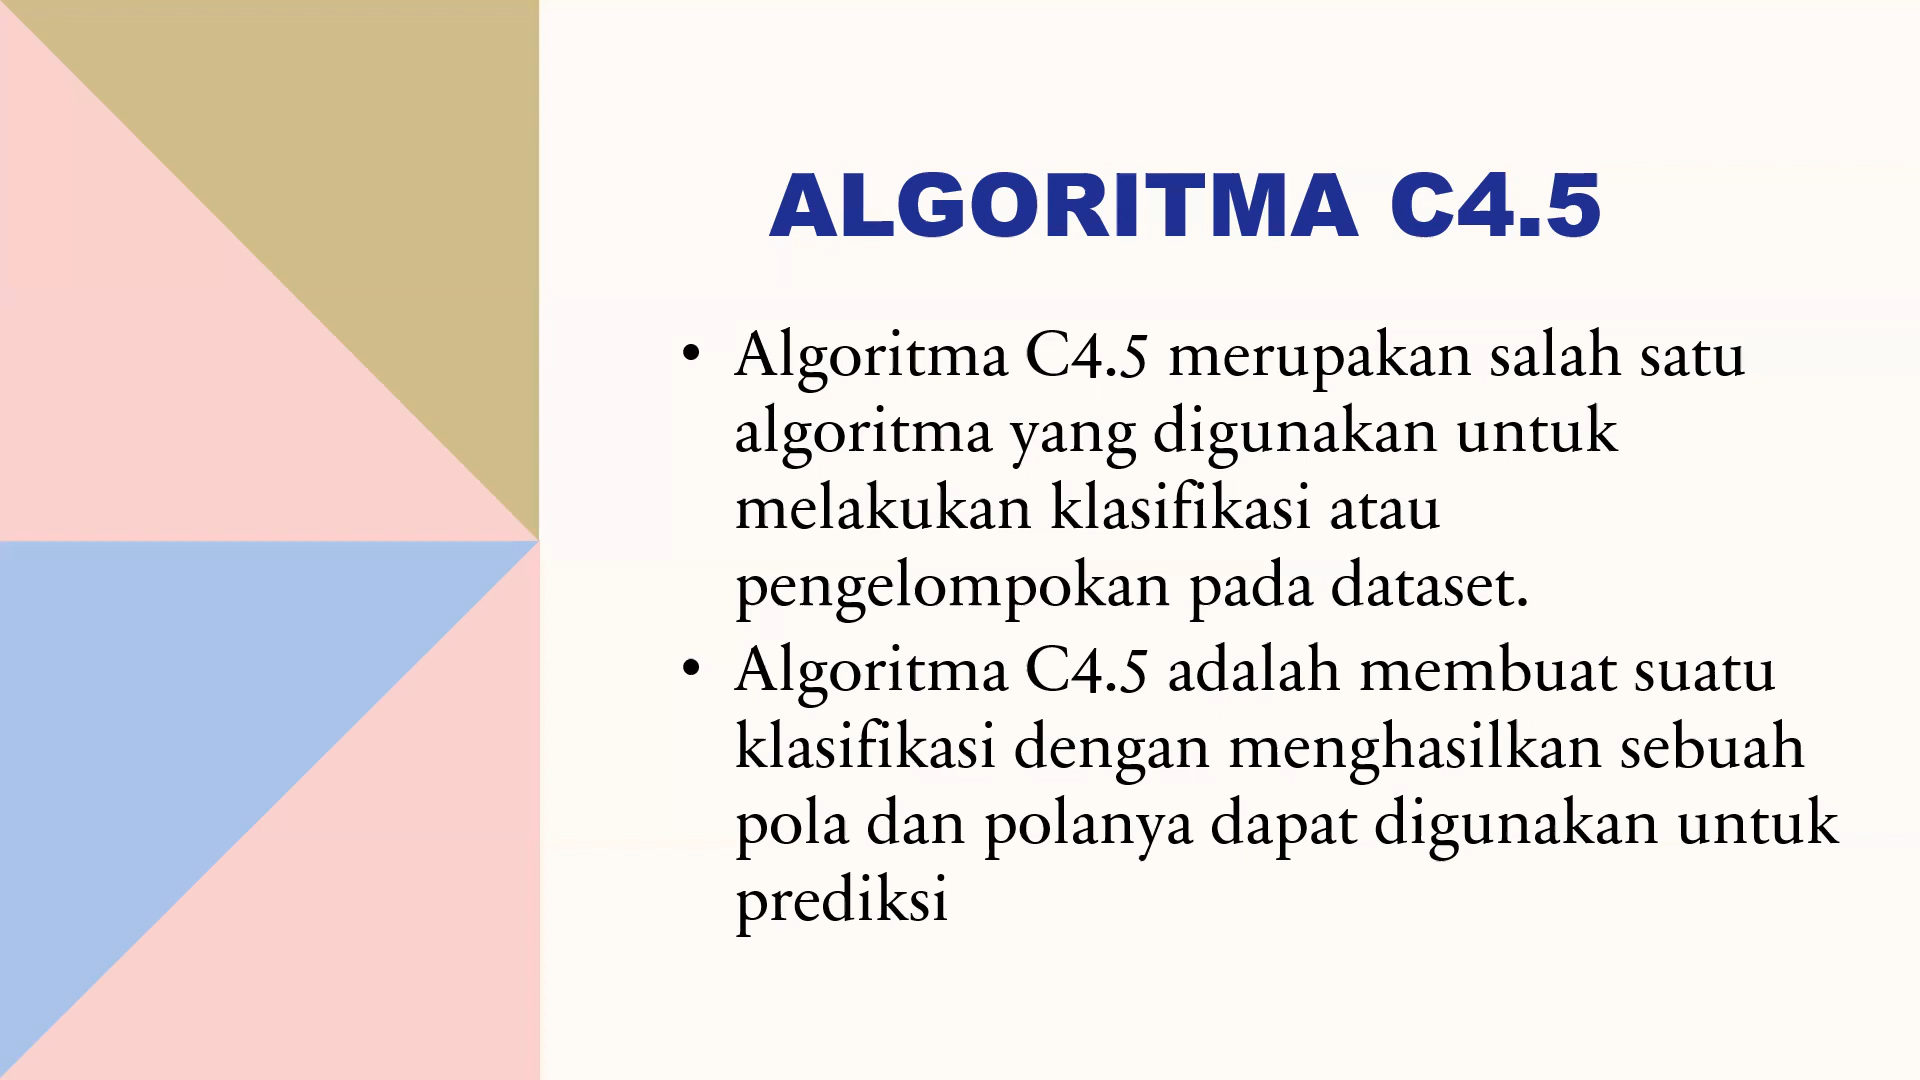 ALGORITMA C4.5
• Algoritma C4.5 merupakan salah satu
algoritma yang digunakan untuk
melakukan klasifikasi atau
pengelompokan pada dataset.
• Algoritma C4.5 adalah membuat suatu
klasifikasi dengan menghasilkan sebuah
pola dan polanya dapat digunakan untuk
prediksi